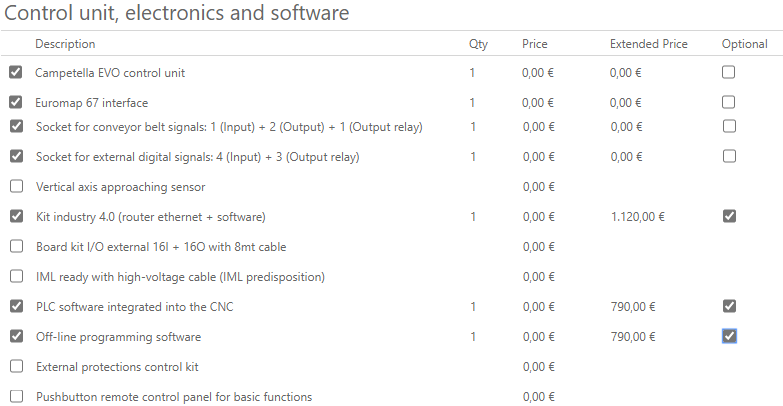 Control unit, electronics and software
Description Qty Price Extended Price Optional
Campetella EVO control unit 1 0,00 € 0,00 €
Euromap 67 interface 1 0,00 € 0,00 €
Socket for conveyor belt signals: 1 (Input) + 2 (Output) + 1 (Output relay) 1 0,00 € 0,00 €
Socket for external digital signals: 4 (Input) + 3 (Output relay) 1 0,00 € 0,00 €
Vertical axis approaching sensor 0,00 €
Kit industry 4.0 (router ethernet + software) 1 0,00 € 1.120,00 €
Board kit I/O external 16I + 16O with 8mt cable 0,00 €
IML ready with high-voltage cable (IML predisposition) 0,00 €
PLC software integrated into the CNC 1 0,00 € 790,00 €
Off-line programming software 1 0,00 € 790,00 €
External protections control kit 0,00 €
Pushbutton remote control panel for basic functions 0,00 €